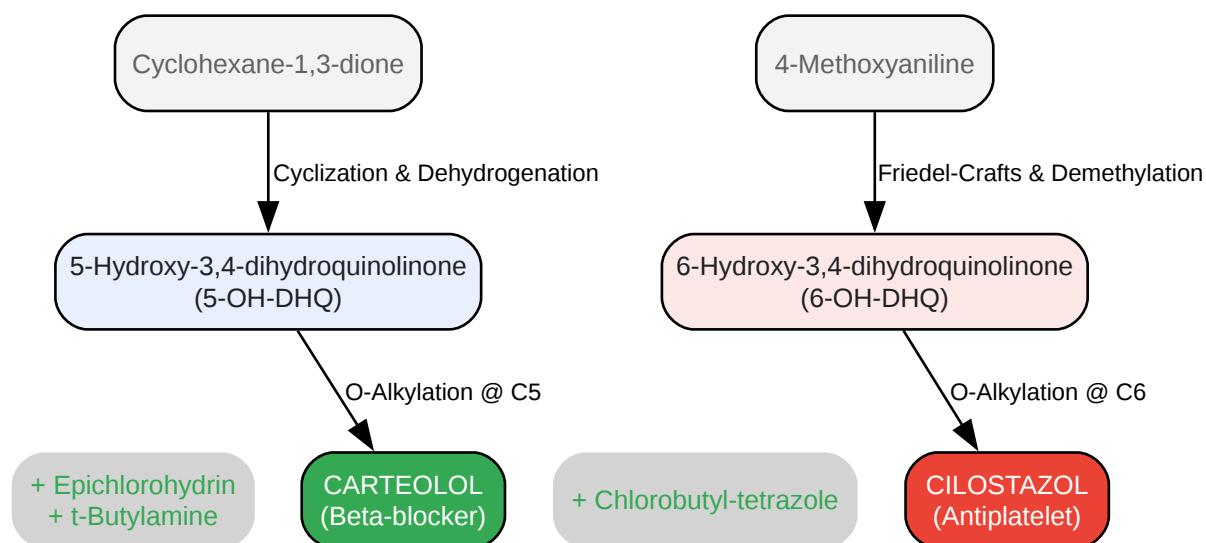 Cyclohexane-1,3-dione
4-Methoxyaniline
Cyclization & Dehydrogenation
Friedel-Crafts & Demethylation
5-Hydroxy-3,4-dihydroquinolinone
(5-OH-DHQ)
6-Hydroxy-3,4-dihydroquinolinone
(6-OH-DHQ)
O-Alkylation @ C5
O-Alkylation @ C6
+ Epichlorohydrin
+ t-Butylamine
CARTEOLOL
(Beta-blocker)
+ Chlorobutyl-tetrazole
CILOSTAZOL
(Antiplatelet)